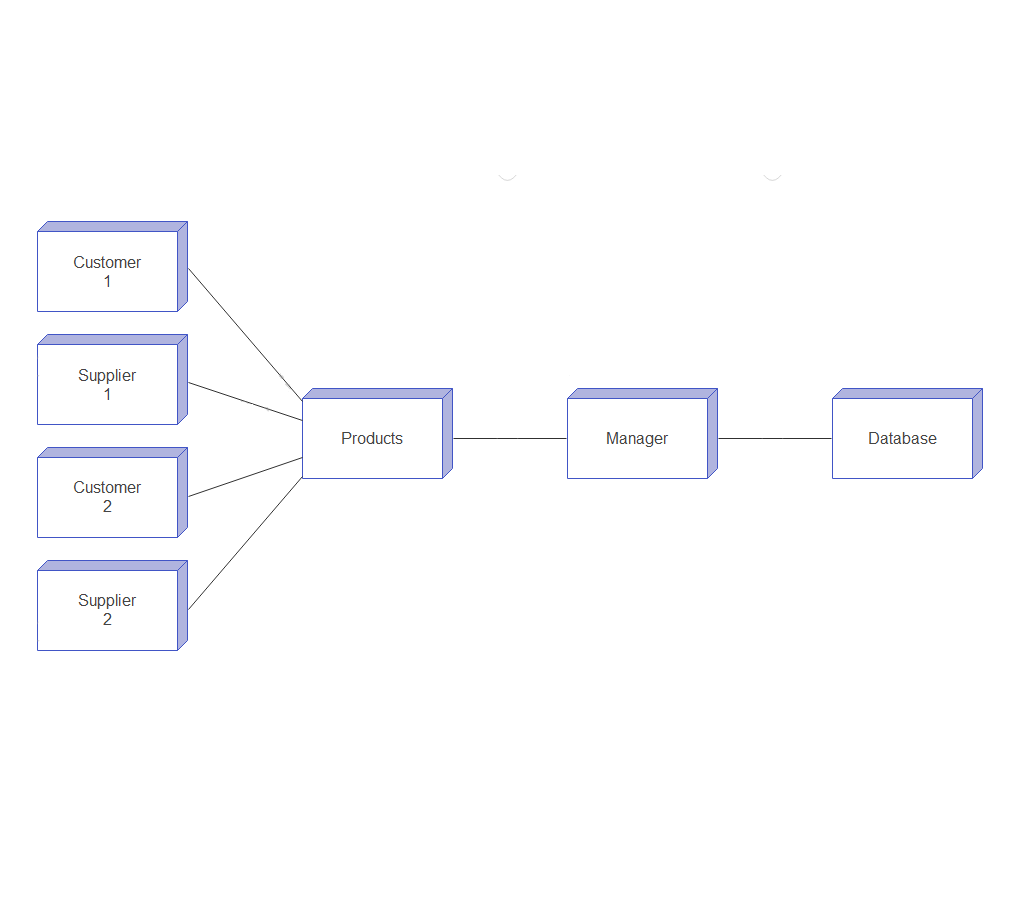 Customer
1
Supplier
1
Customer
2
Supplier
2
Products
Manager
Database